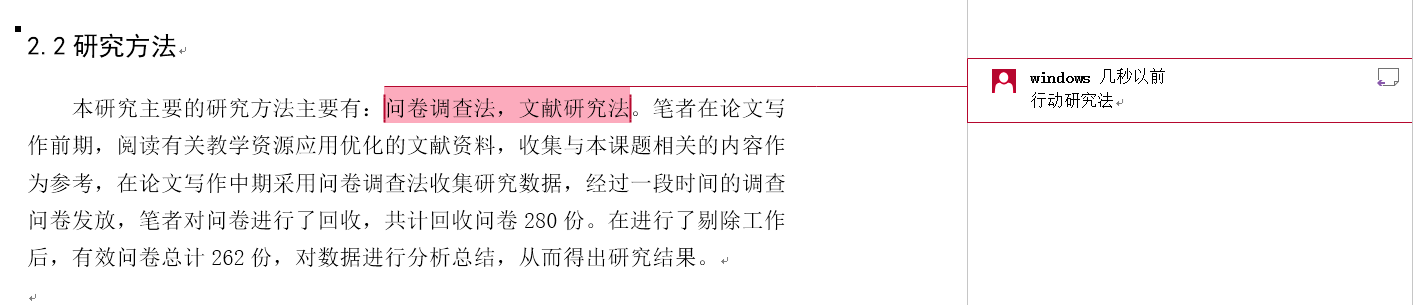 2.2 研究方法
本研究主要的研究方法主要有：问卷调查法，文献研究法。笔者在论文写
作前期，阅读有关教学资源应用优化的文献资料，收集与本课题相关的内容作
为参考，在论文写作中期采用问卷调查法收集研究数据，经过一段时间的调查
问卷发放，笔者对问卷进行了回收，共计回收问卷 280 份。在进行了剔除工作
后，有效问卷总计 262 份，对数据进行分析总结，从而得出研究结果。
windows 几秒以前
行动研究法